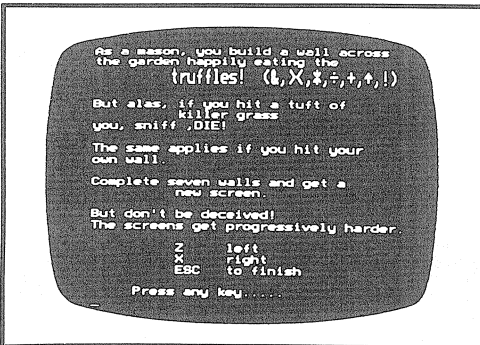 As a mason, you build a wall across
the garden happily eating the
truffles! (&,X,*,÷,+,↑,!)
But alas, if you hit a tuft of
killer grass
you, sniff ,DIE!
The same applies if you hit your
own wall.
Complete seven walls and get a
new screen.
But don't be deceived!
The screens get progressively harder.
Z left
X right
ESC to finish
Press any key.....